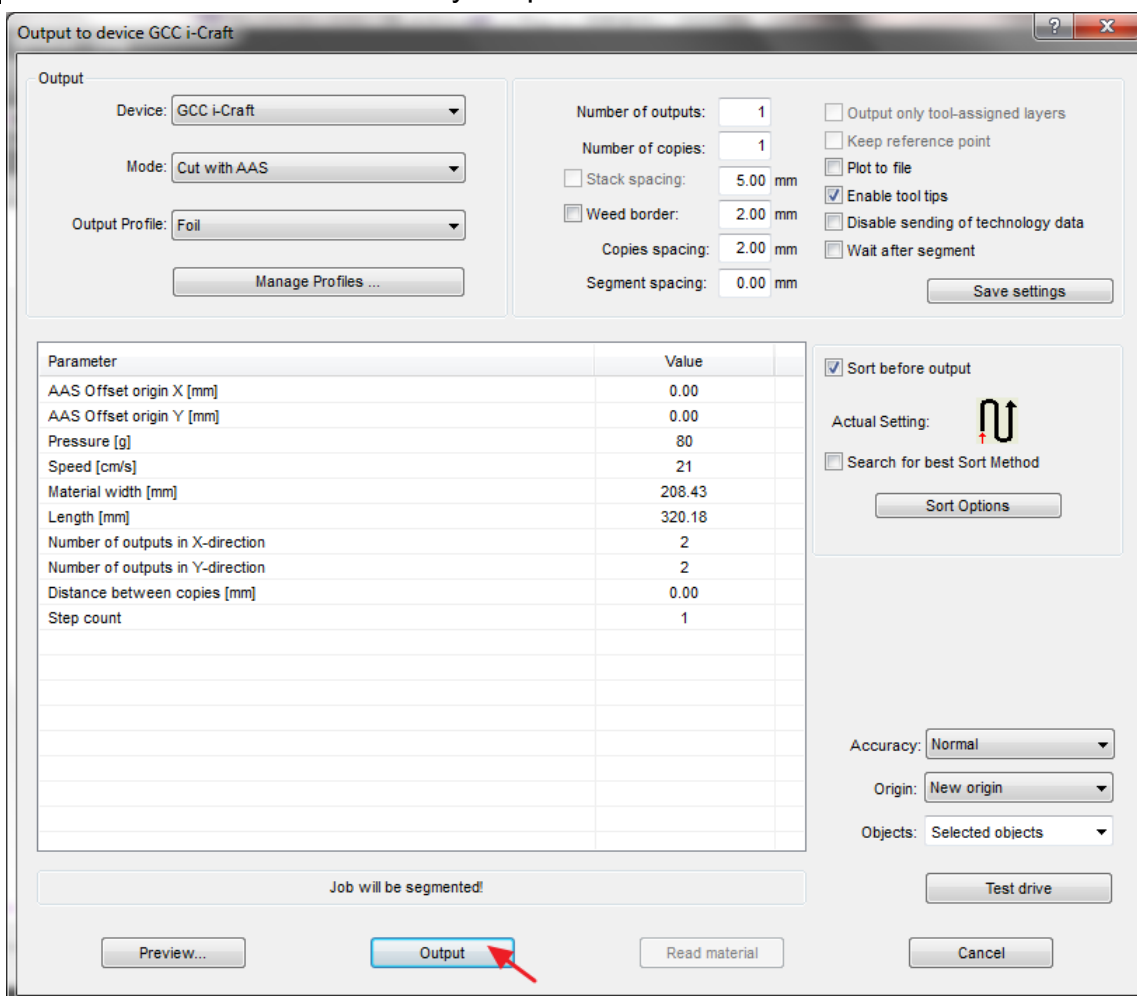 Output to device GCC i-Craft
?
X
Output
Device: GCC i-Craft
Mode: Cut with AAS
Output Profile: Foil
Manage Profiles ...
Number of outputs: 1
Number of copies: 1
Stack spacing: 5.00 mm
Weed border: 2.00 mm
Copies spacing: 2.00 mm
Segment spacing: 0.00 mm
Output only tool-assigned layers
Keep reference point
Plot to file
Enable tool tips
Disable sending of technology data
Wait after segment
Save settings
Parameter Value
AAS Offset origin X [mm] 0.00
AAS Offset origin Y [mm] 0.00
Pressure [g] 80
Speed [cm/s] 21
Material width [mm] 208.43
Length [mm] 320.18
Number of outputs in X-direction 2
Number of outputs in Y-direction 2
Distance between copies [mm] 0.00
Step count 1
Sort before output
Actual Setting:
Search for best Sort Method
Sort Options
Accuracy: Normal
Origin: New origin
Objects: Selected objects
Job will be segmented!
Test drive
Preview...
Output
Read material
Cancel